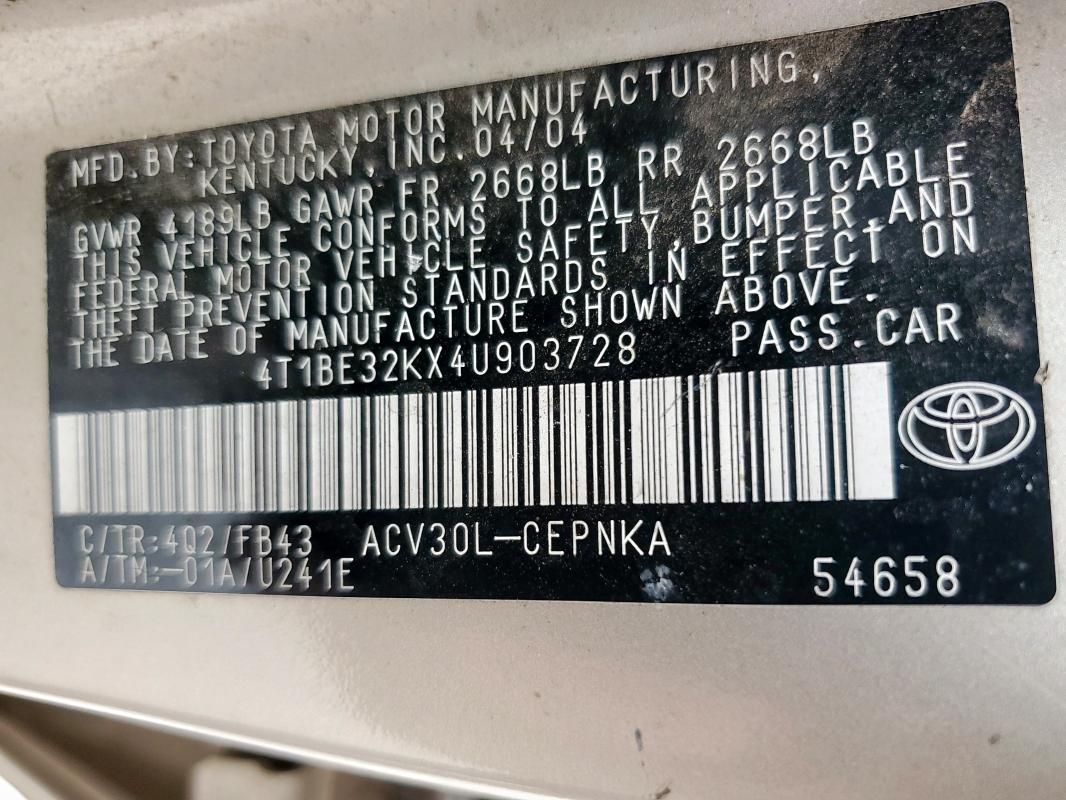 MFD. BY: TOYOTA MOTOR MANUFACTURING,
KENTUCKY, INC. 04/04
GVWR 4189LB GAWR FR 2668LB RR 2668LB
THIS VEHICLE CONFORMS TO ALL APPLICABLE
FEDERAL MOTOR VEHICLE SAFETY, BUMPER, AND
THEFT PREVENTION STANDARDS IN EFFECT ON
THE DATE OF MANUFACTURE SHOWN ABOVE.
4T1BE32KX4U903728 PASS. CAR
C/TR:4Q2/FB43 ACV30L-CEPNKA
A/TM:-01A/U241E 54658